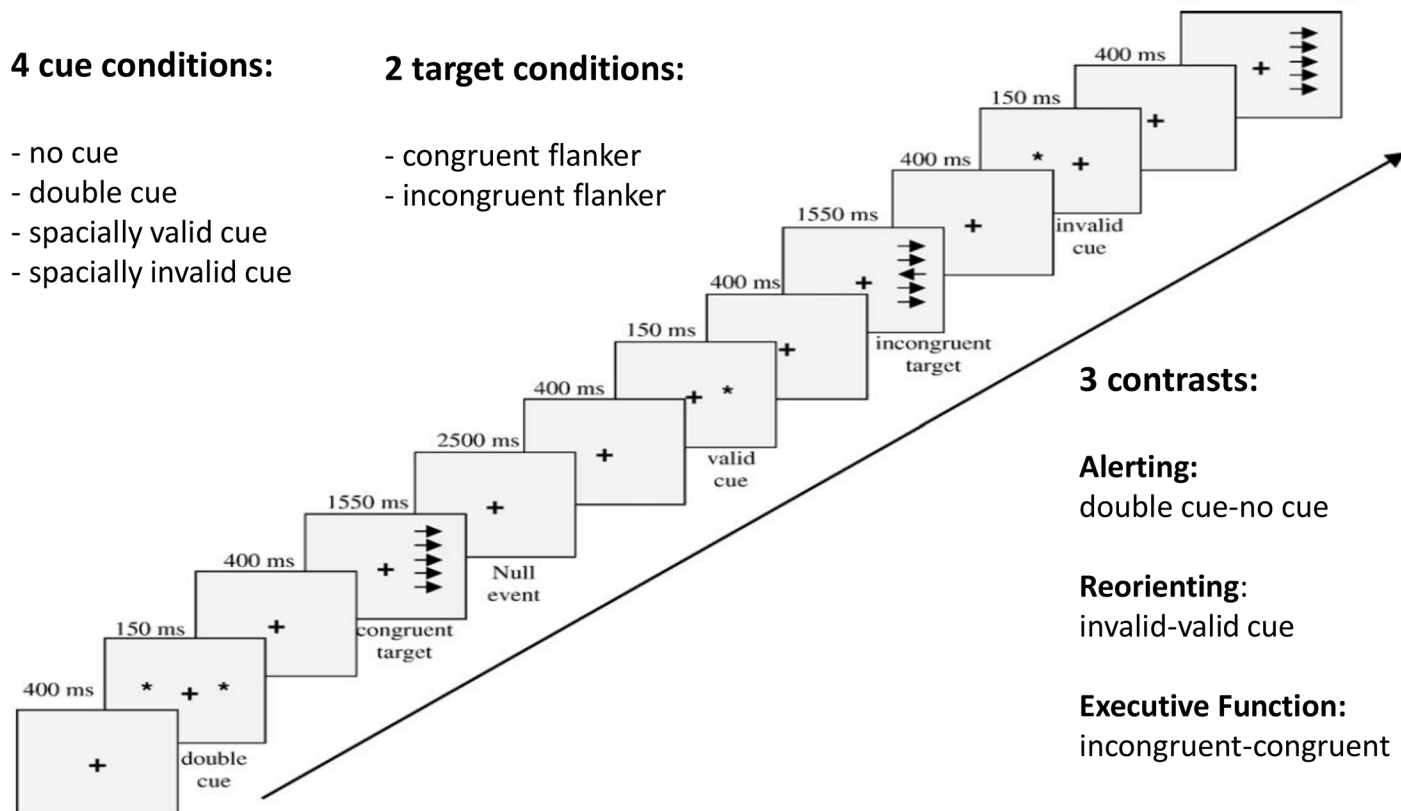 4 cue conditions:
- no cue
- double cue
- spacially valid cue
- spacially invalid cue
2 target conditions:
- congruent flanker
- incongruent flanker
400 ms
150 ms
double
cue
400 ms
1550 ms
congruent
target
2500 ms
Null
event
400 ms
150 ms
valid
cue
400 ms
1550 ms
incongruent
target
400 ms
150 ms
invalid
cue
400 ms
3 contrasts:
Alerting:
double cue-no cue
Reorienting:
invalid-valid cue
Executive Function:
incongruent-congruent